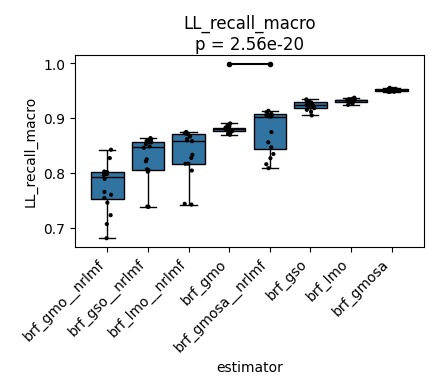 LL_recall_macro
p = 2.56e-20
LL_recall_macro
1.0
0.9
0.8
0.7
brf_gmo__nrlmf
brf_gso__nrlmf
brf_lmo__nrlmf
brf_gmo
brf_gmosa__nrlmf
brf_gso
brf_lmo
brf_gmosa
estimator